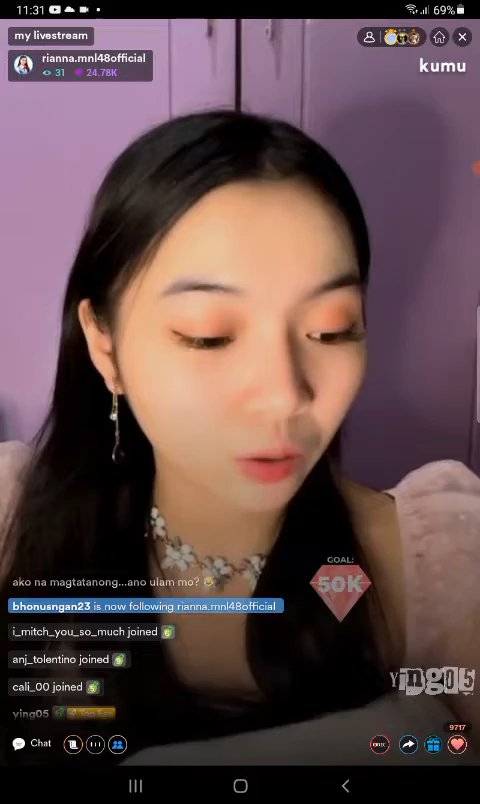 11:31
69%
my livestream
rianna.mnl48official
31 24.78K
kumu
GOAL:
50K
ako na magtatanong...ano ulam mo?
bhonusngan23 is now following rianna.mnl48official
i_mitch_you_so_much joined
anj_tolentino joined
cali_00 joined
Ying05
ying05
9717
Chat